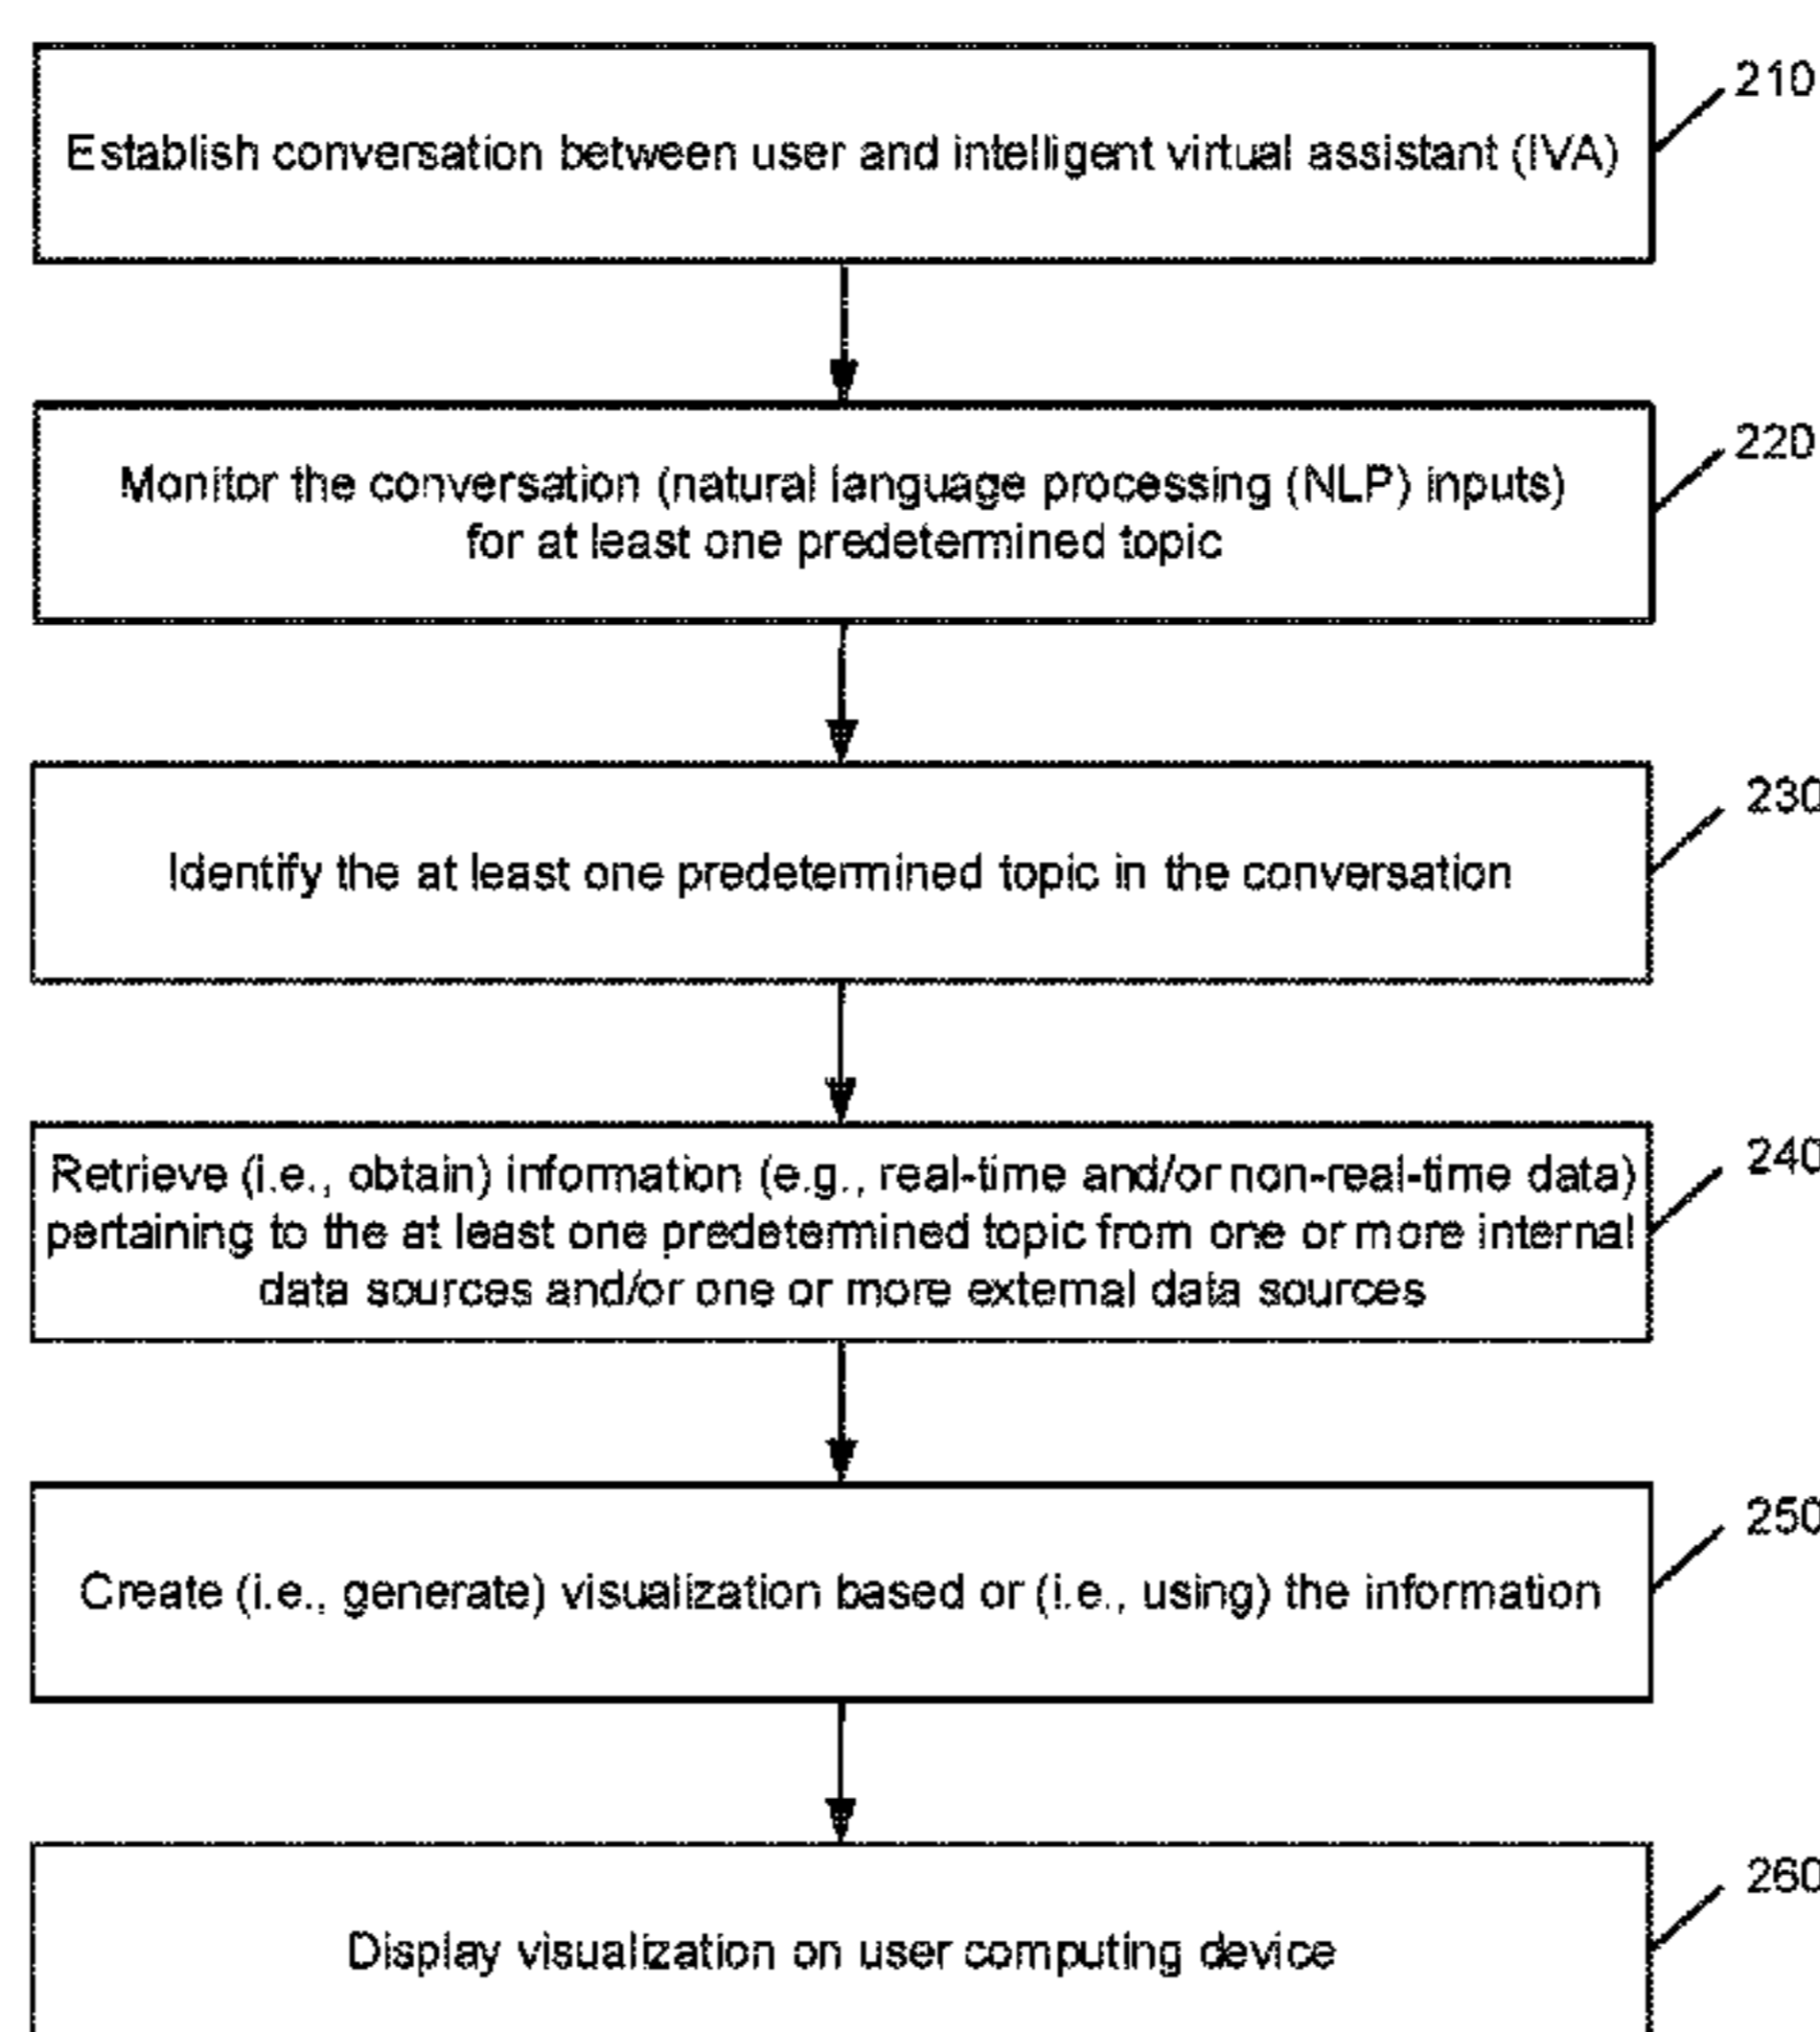 210
Establish conversation between user and intelligent virtual assistant (IVA)
220
Monitor the conversation (natural language processing (NLP) inputs)
for at least one predetermined topic
230
Identify the at least one predetermined topic in the conversation
240
Retrieve (i.e., obtain) information (e.g., real-time and/or non-real-time data)
pertaining to the at least one predetermined topic from one or more internal
data sources and/or one or more external data sources
250
Create (i.e., generate) visualization based or (i.e., using) the information
260
Display visualization on user computing device